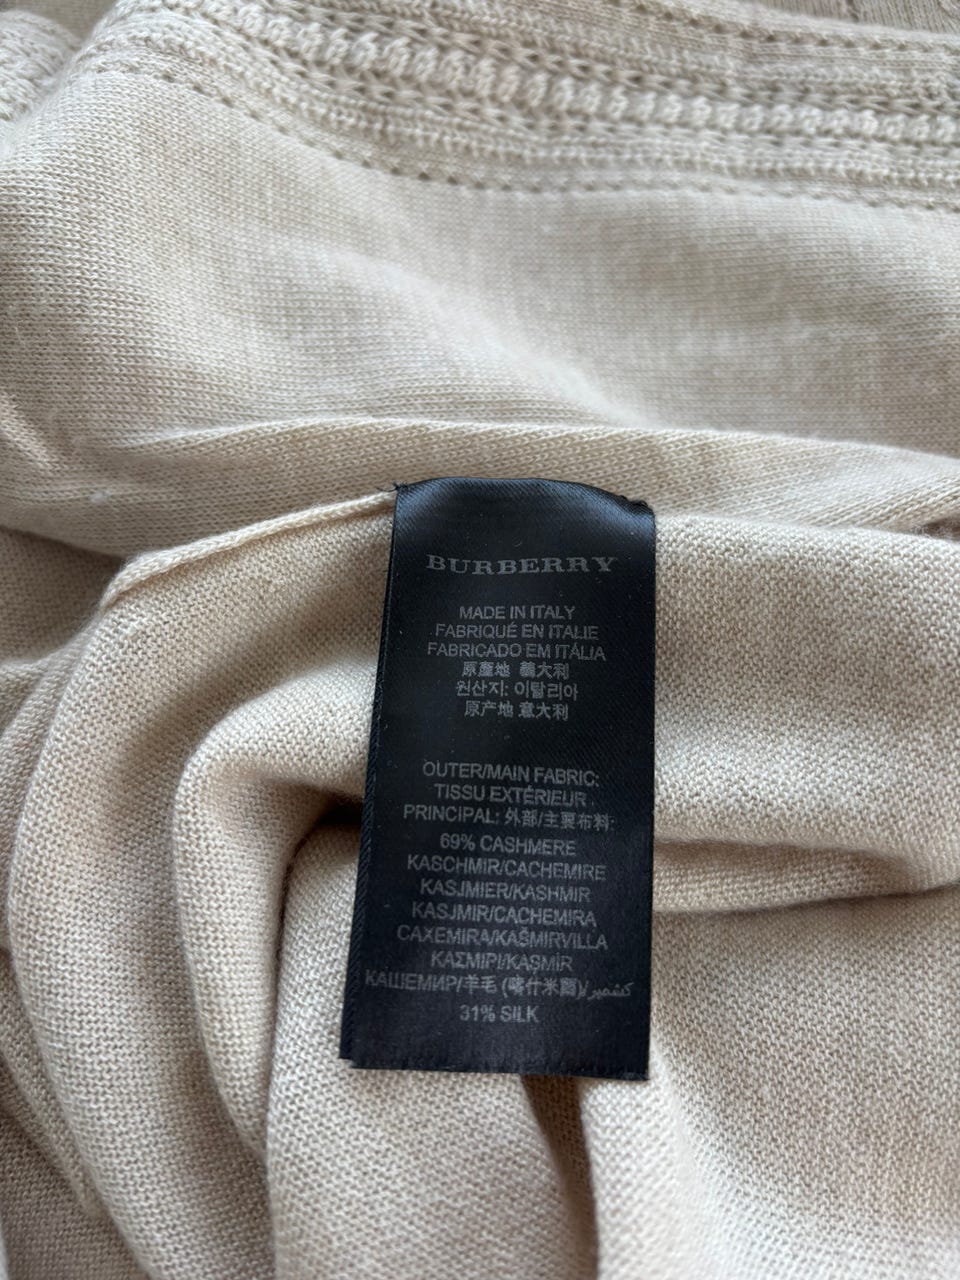 BURBERRY
MADE IN ITALY
FABRIQUÉ EN ITALIE
FABRICADO EM ITÁLIA
原產地 義大利
원산지: 이탈리아
原产地 意大利
OUTER/MAIN FABRIC:
TISSU EXTÉRIEUR
PRINCIPAL: 外部/主要布料:
69% CASHMERE
KASCHMIR/CACHEMIRE
KASJMIER/KASHMIR
KASJMIR/CACHEMIRA
CAXEMIRA/KAŠMIRVILLA
ΚΑΣΜΙΡΙ/KAŞMİR
КАШЕМИР/羊毛 (喀什米爾)/كشمير
31% SILK